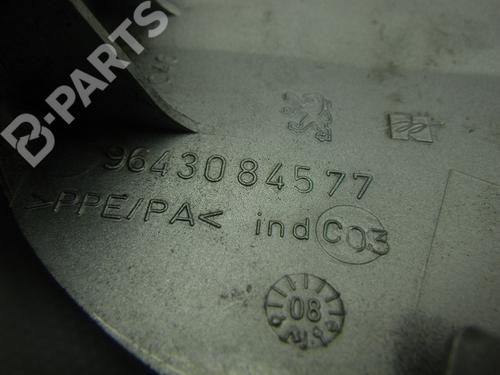 B-PARTS
9643084577
>PPE/PA<
indC03
08